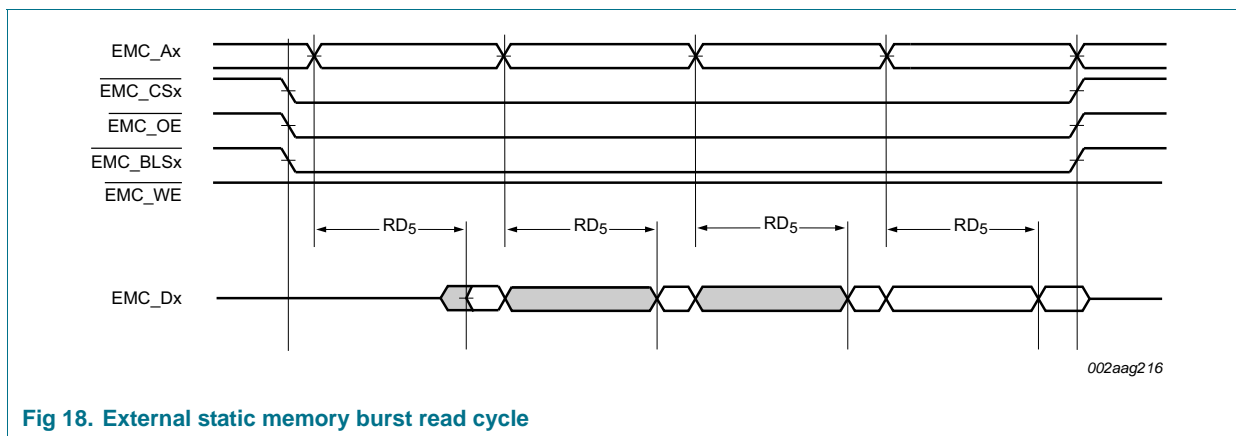 EMC_Ax
EMC_CSx
EMC_OE
EMC_BLSx
EMC_WE
RD5 RD5 RD5 RD5
EMC_Dx
002aag216
Fig 18. External static memory burst read cycle